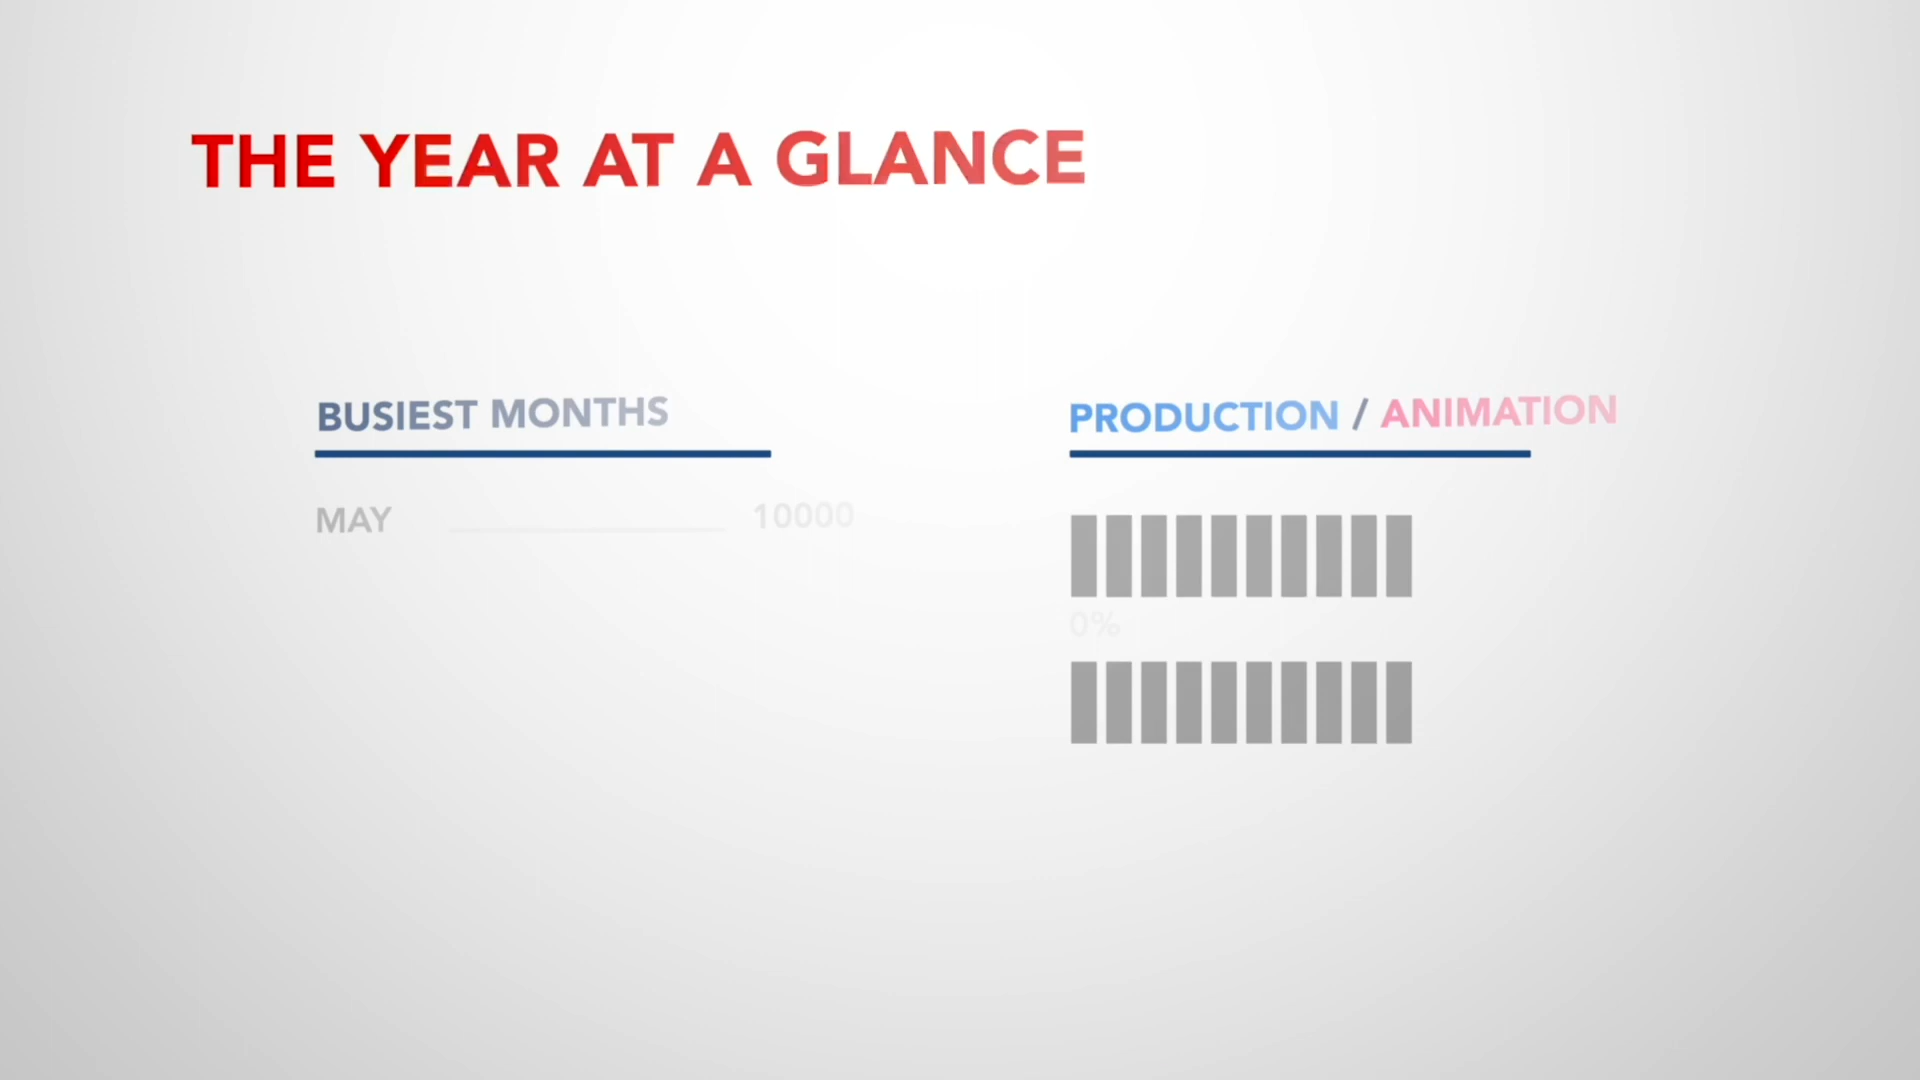 THE YEAR AT A GLANCE
BUSIEST MONTHS
MAY 10000
PRODUCTION / ANIMATION
0%